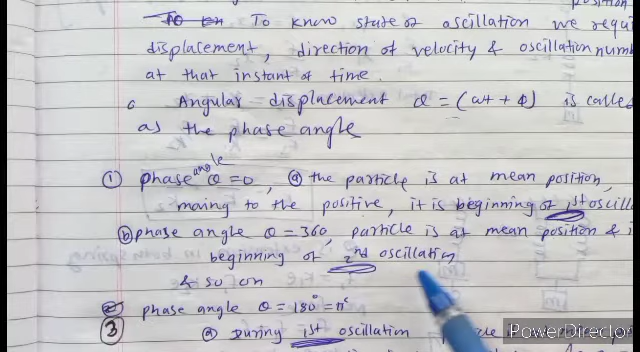 position
To know state of oscillation we requi
displacement, direction of velocity & oscillation numb
at that instant of time.
Angular displacement θ = (ωt + ϕ) is called
as the phase angle
① phase angle θ = 0, ⓐ the particle is at mean position,
moving to the positive, it is beginning of 1st oscill
ⓑ phase angle θ = 360, particle is at mean position & i
beginning of 2nd oscillation
& so on
phase angle θ = 180° = πᶜ
③
ⓐ During 1st oscillation
PowerDirector